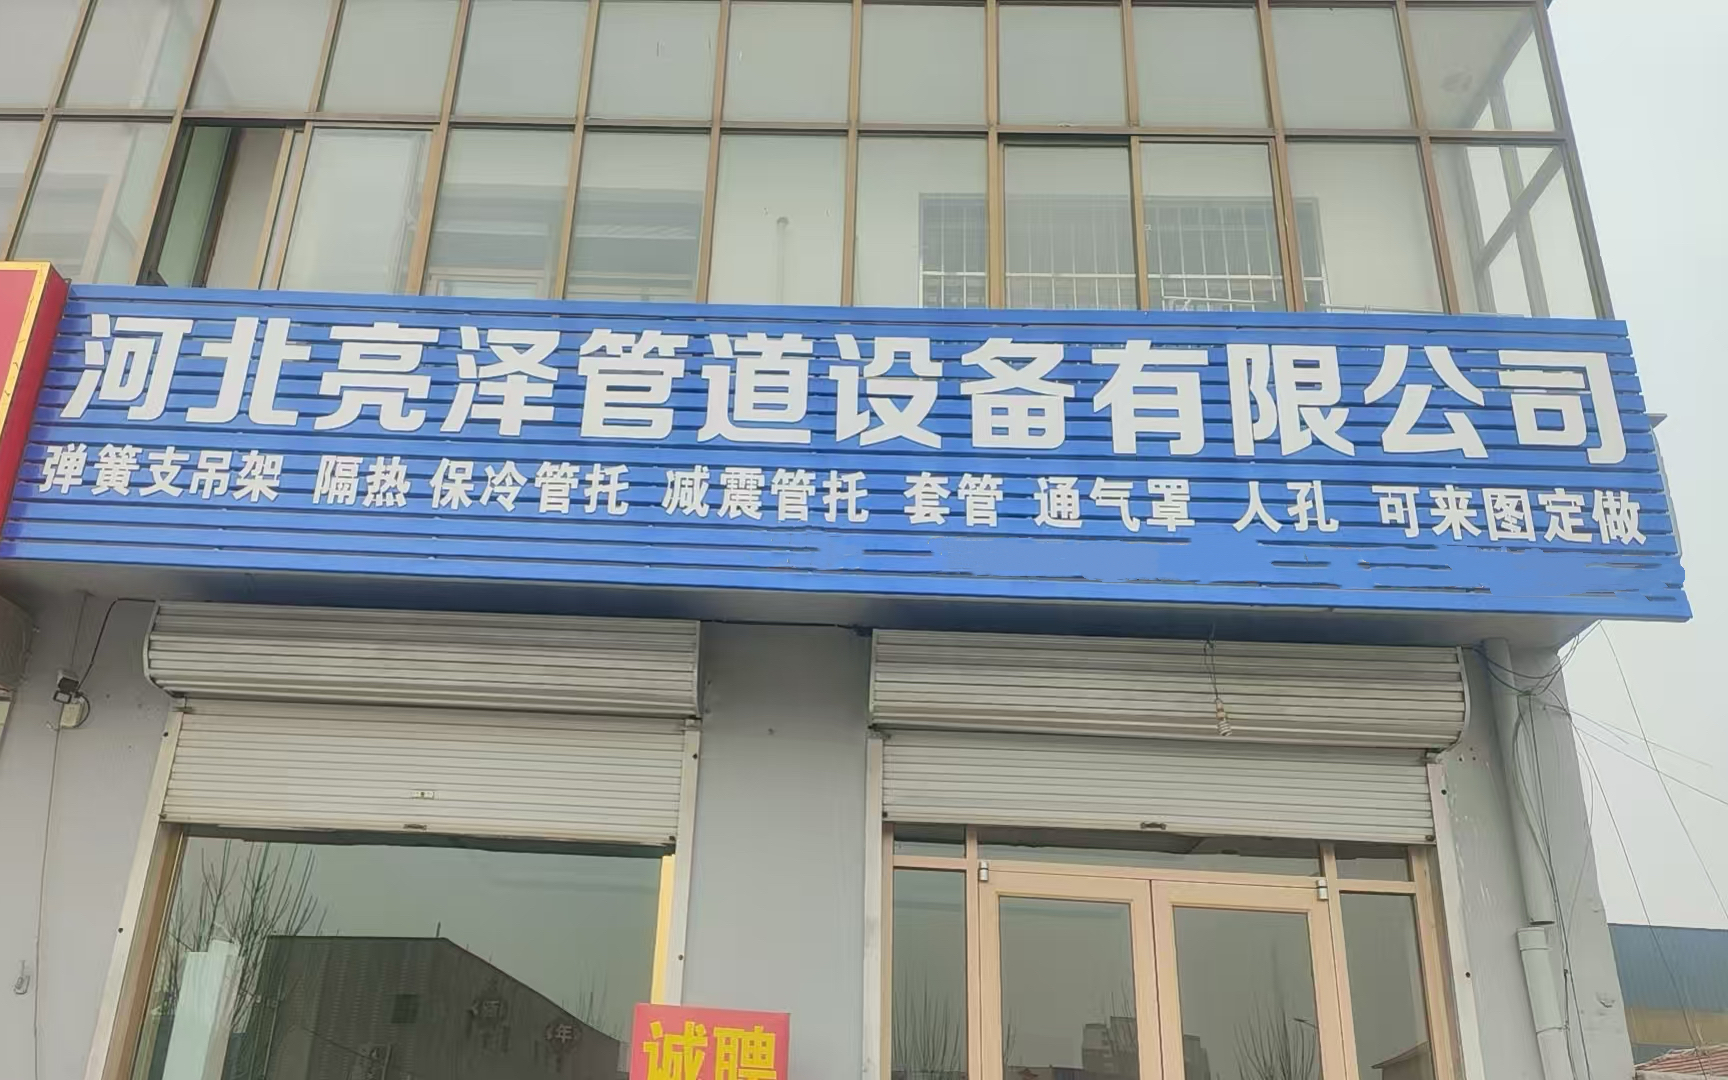 河北亮泽管道设备有限公司
弹簧支吊架 隔热 保冷管托 减震管托 套管 通气罩 人孔 可来图定做
诚聘
年